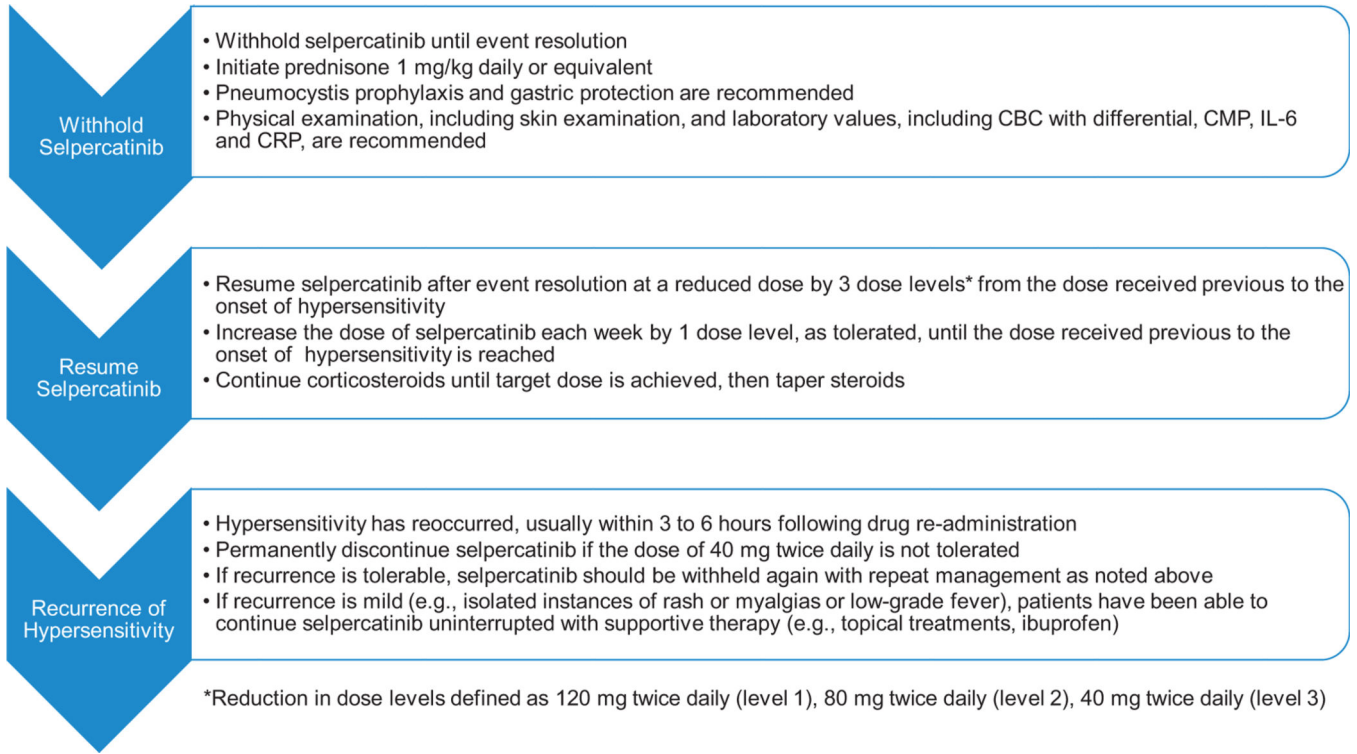 Withhold
Selpercatinib
• Withhold selpercatinib until event resolution
• Initiate prednisone 1 mg/kg daily or equivalent
• Pneumocystis prophylaxis and gastric protection are recommended
• Physical examination, including skin examination, and laboratory values, including CBC with differential, CMP, IL-6
and CRP, are recommended
Resume
Selpercatinib
• Resume selpercatinib after event resolution at a reduced dose by 3 dose levels* from the dose received previous to the
onset of hypersensitivity
• Increase the dose of selpercatinib each week by 1 dose level, as tolerated, until the dose received previous to the
onset of hypersensitivity is reached
• Continue corticosteroids until target dose is achieved, then taper steroids
Recurrence of
Hypersensitivity
• Hypersensitivity has reoccurred, usually within 3 to 6 hours following drug re-administration
• Permanently discontinue selpercatinib if the dose of 40 mg twice daily is not tolerated
• If recurrence is tolerable, selpercatinib should be withheld again with repeat management as noted above
• If recurrence is mild (e.g., isolated instances of rash or myalgias or low-grade fever), patients have been able to
continue selpercatinib uninterrupted with supportive therapy (e.g., topical treatments, ibuprofen)
*Reduction in dose levels defined as 120 mg twice daily (level 1), 80 mg twice daily (level 2), 40 mg twice daily (level 3)